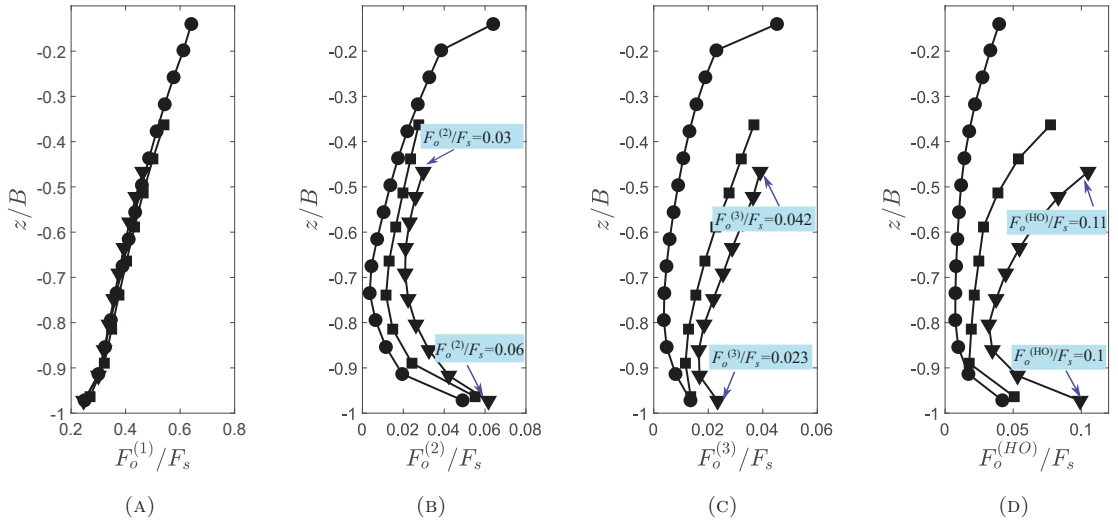 -0.2
-0.3
-0.4
-0.5
-0.6
-0.7
-0.8
-0.9
-1
z/B
0.2 0.4 0.6 0.8
F_o^(1)/F_s
(A)
-0.2
-0.3
-0.4
-0.5
-0.6
-0.7
-0.8
-0.9
-1
z/B
F_o^(2)/F_s=0.03
F_o^(2)/F_s=0.06
0 0.02 0.04 0.06 0.08
F_o^(2)/F_s
(B)
-0.2
-0.3
-0.4
-0.5
-0.6
-0.7
-0.8
-0.9
-1
z/B
F_o^(3)/F_s=0.042
F_o^(3)/F_s=0.023
0 0.02 0.04 0.06
F_o^(3)/F_s
(C)
-0.2
-0.3
-0.4
-0.5
-0.6
-0.7
-0.8
-0.9
-1
z/B
F_o^(HO)/F_s=0.11
F_o^(HO)/F_s=0.1
0 0.05 0.1
F_o^(HO)/F_s
(D)